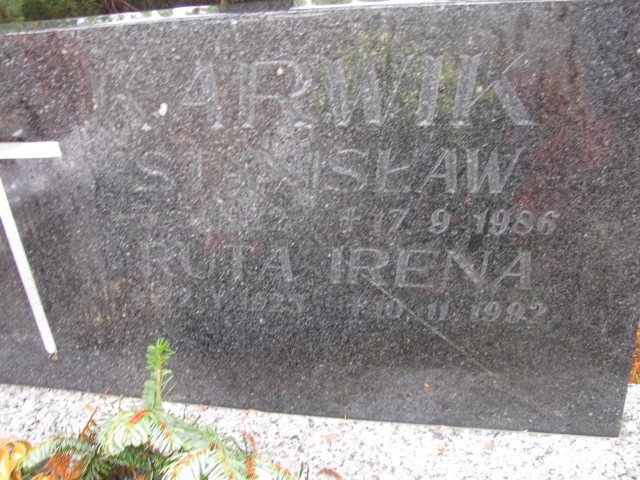 KARWIK
STANISŁAW
† 17. 9. 1986
RUTA IRENA
† 10. 11. 1992